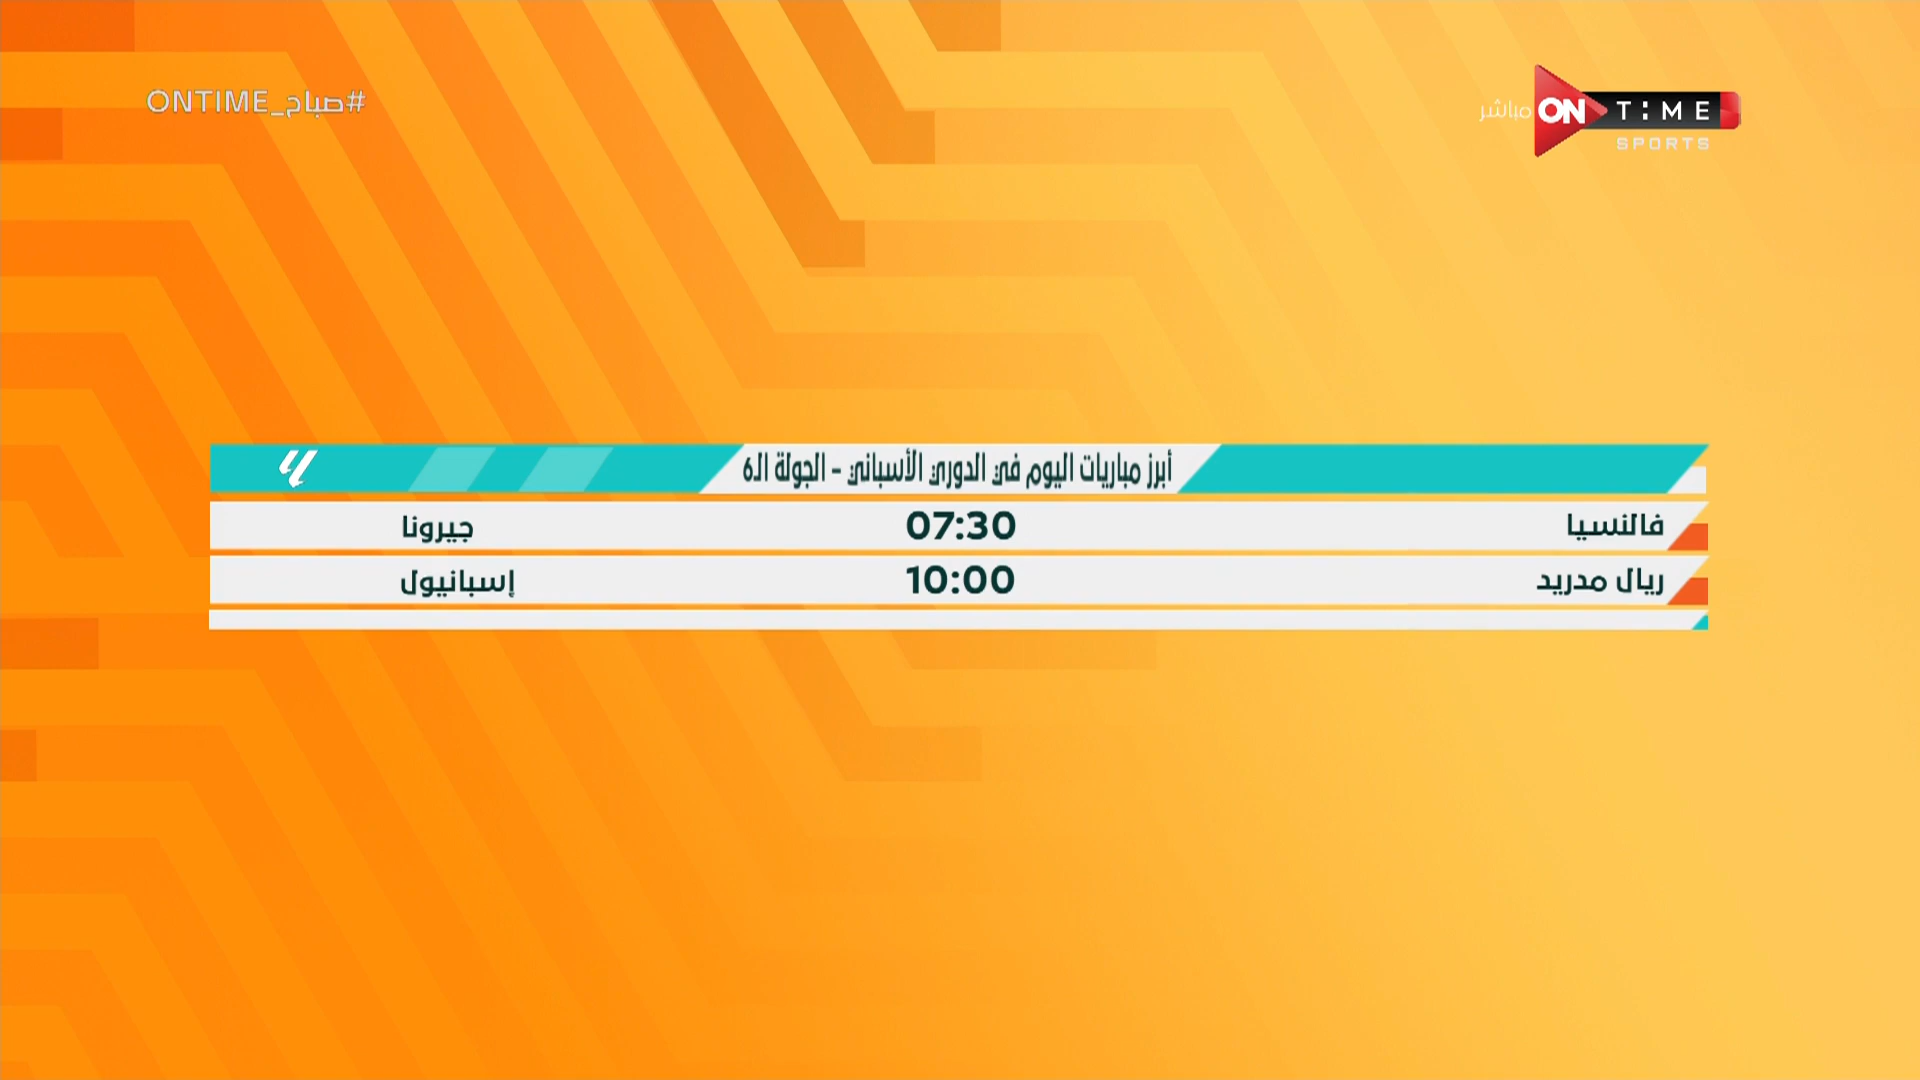 #صباح_ONTIME
مباشر ON TIME
SPORTS
أبرز مباريات اليوم في الدوري الأسباني - الجولة الـ6
فالنسيا 07:30 جيرونا
ريال مدريد 10:00 إسبانيول